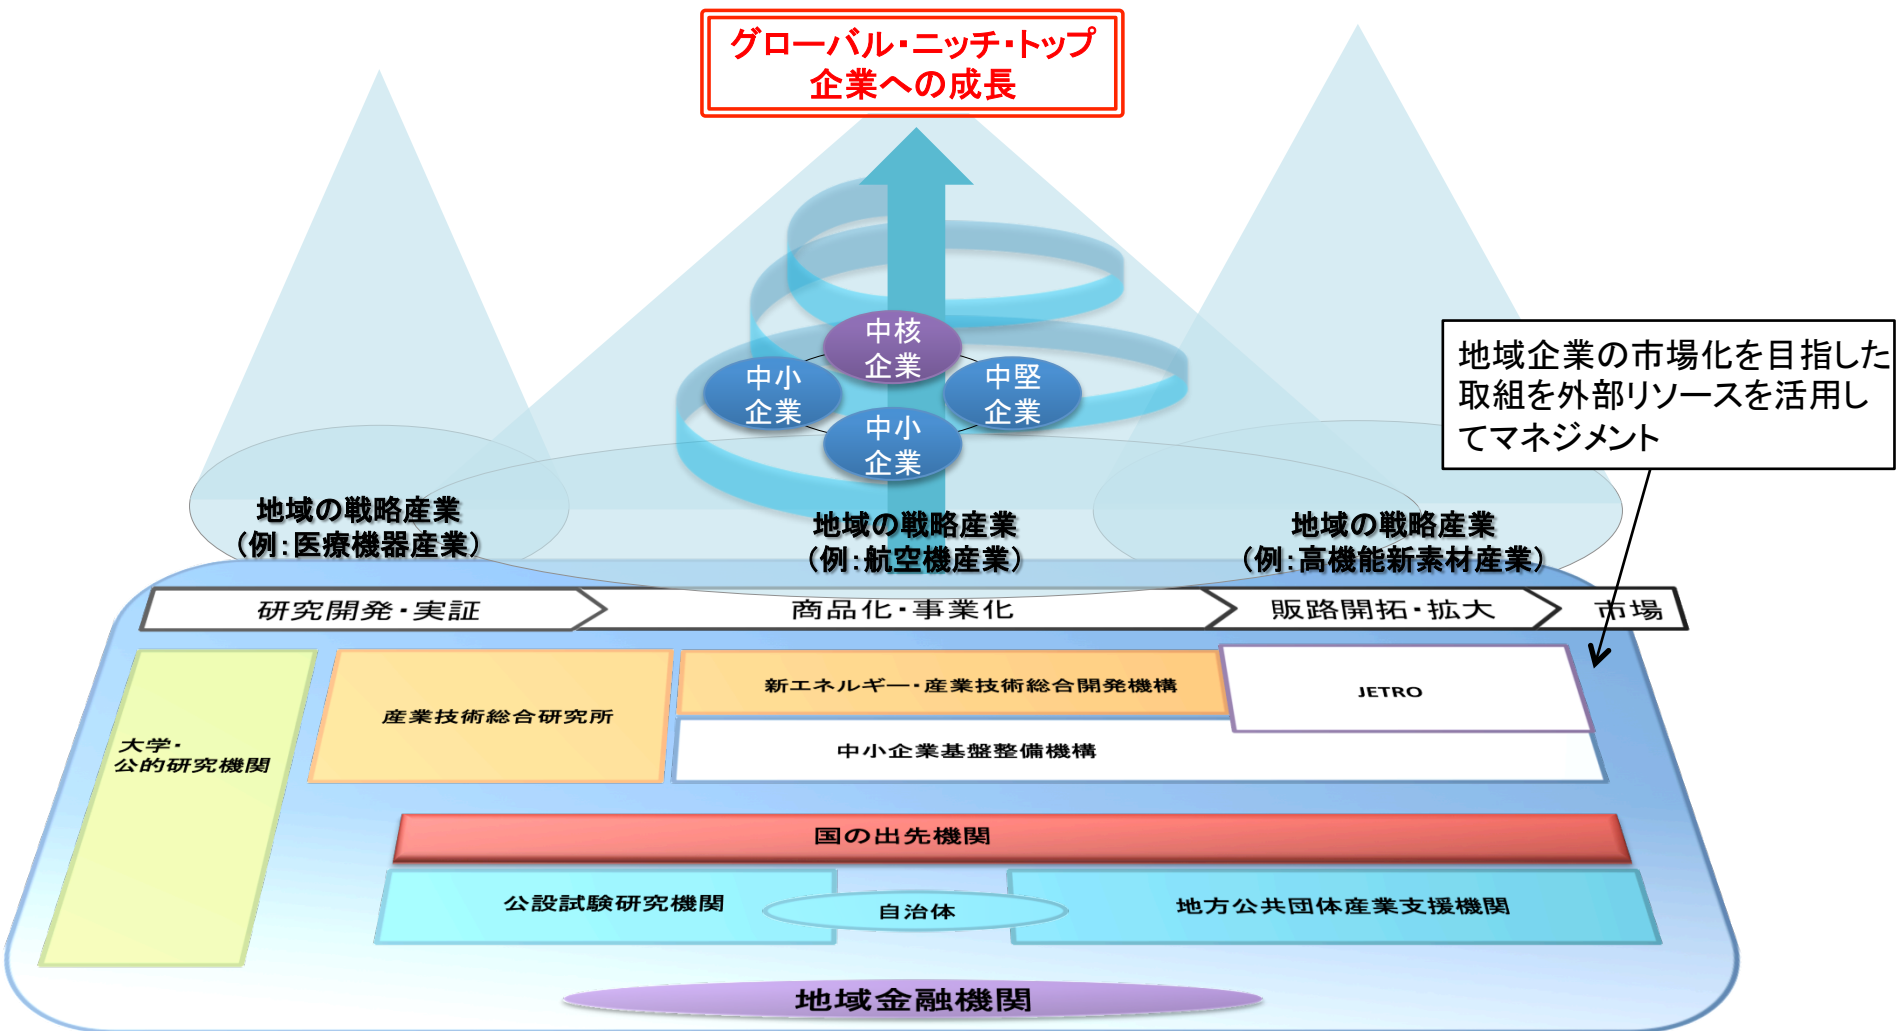 グローバル・ニッチ・トップ
企業への成長
中核
企業
中小
企業
中堅
企業
中小
企業
地域企業の市場化を目指した
取組を外部リソースを活用し
てマネジメント
地域の戦略産業
（例：医療機器産業）
地域の戦略産業
（例：航空機産業）
地域の戦略産業
（例：高機能新素材産業）
研究開発・実証
商品化・事業化
販路開拓・拡大
市場
大学・
公的研究機関
産業技術総合研究所
新エネルギー・産業技術総合開発機構
JETRO
中小企業基盤整備機構
国の出先機関
公設試験研究機関
自治体
地方公共団体産業支援機関
地域金融機関